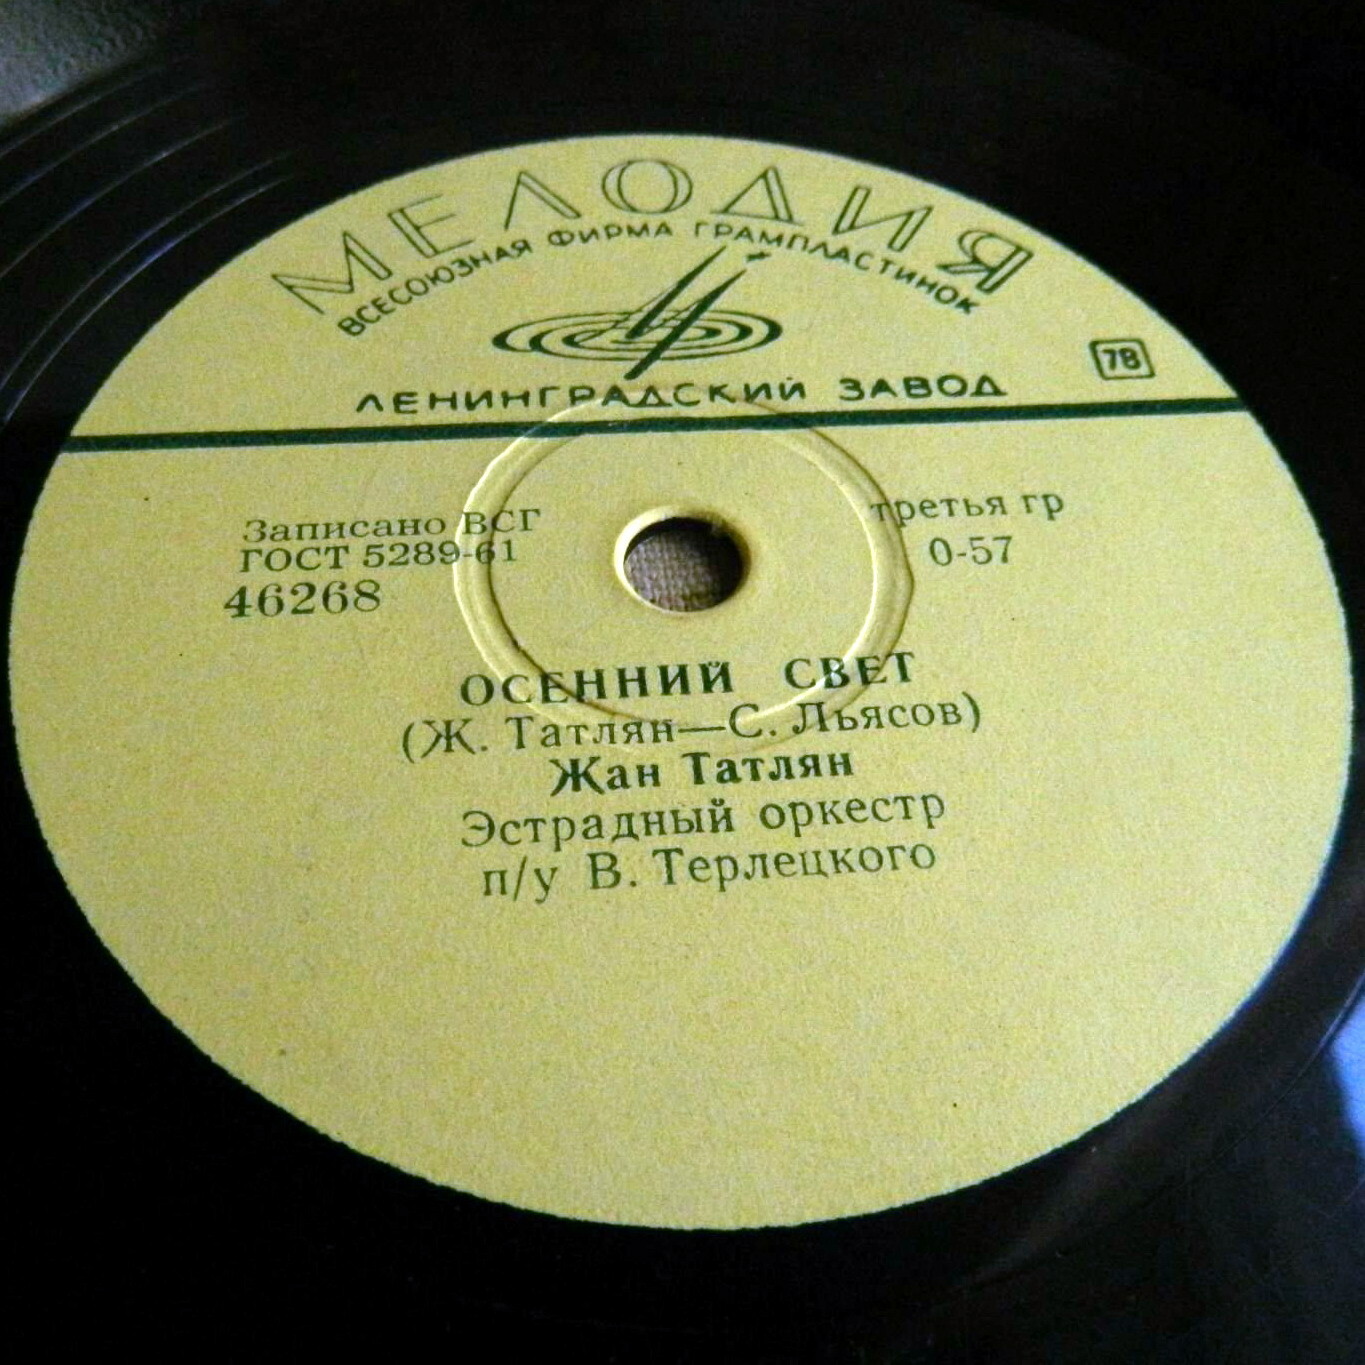 МЕЛОДИЯ
ВСЕСОЮЗНАЯ ФИРМА ГРАМПЛАСТИНОК
ЛЕНИНГРАДСКИЙ ЗАВОД
78
Записано ВСГ
ГОСТ 5289-61
46268
третья гр
0-57
ОСЕННИЙ СВЕТ
(Ж. Татлян—С. Льясов)
Жан Татлян
Эстрадный оркестр
п/у В. Терлецкого